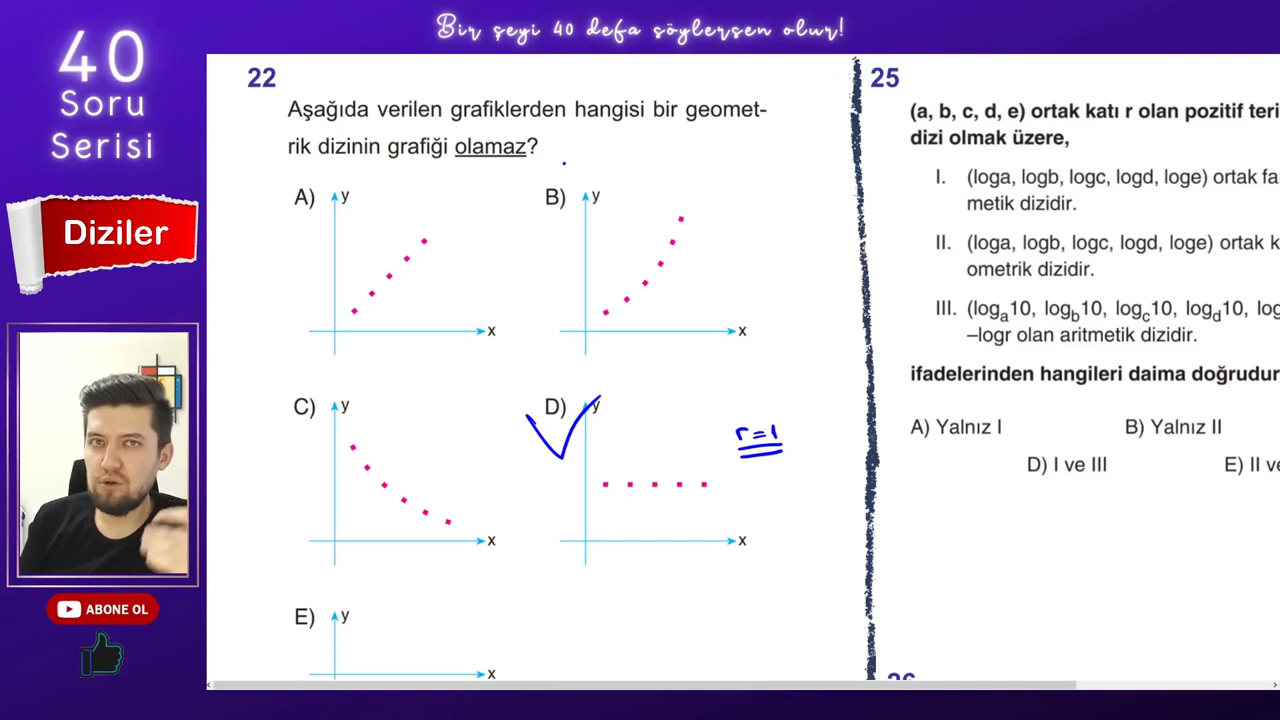 Bir şeyi 40 defa söylersen olur!
40
Soru
Serisi
Diziler
ABONE OL
22
Aşağıda verilen grafiklerden hangisi bir geomet-
rik dizinin grafiği olamaz?
A)
y
x
B)
y
x
C)
y
x
D)
y
x
r=1
E)
y
x
25
(a, b, c, d, e) ortak katı r olan pozitif teri
dizi olmak üzere,
I. (loga, logb, logc, logd, loge) ortak fa
metik dizidir.
II. (loga, logb, logc, logd, loge) ortak k
ometrik dizidir.
III. (logₐ10, log_b10, log_c10, log_d10, log
–logr olan aritmetik dizidir.
ifadelerinden hangileri daima doğrudur
A) Yalnız I B) Yalnız II
D) I ve III E) II ve